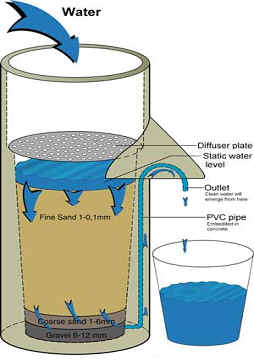 Water
Diffuser plate
Static water
level
Outlet
Clean water will
emerge from here
Fine Sand 1-0,1mm
PVC pipe
Embedded in
concrete
Coarse sand 1-6mm
Gravel 6-12 mm